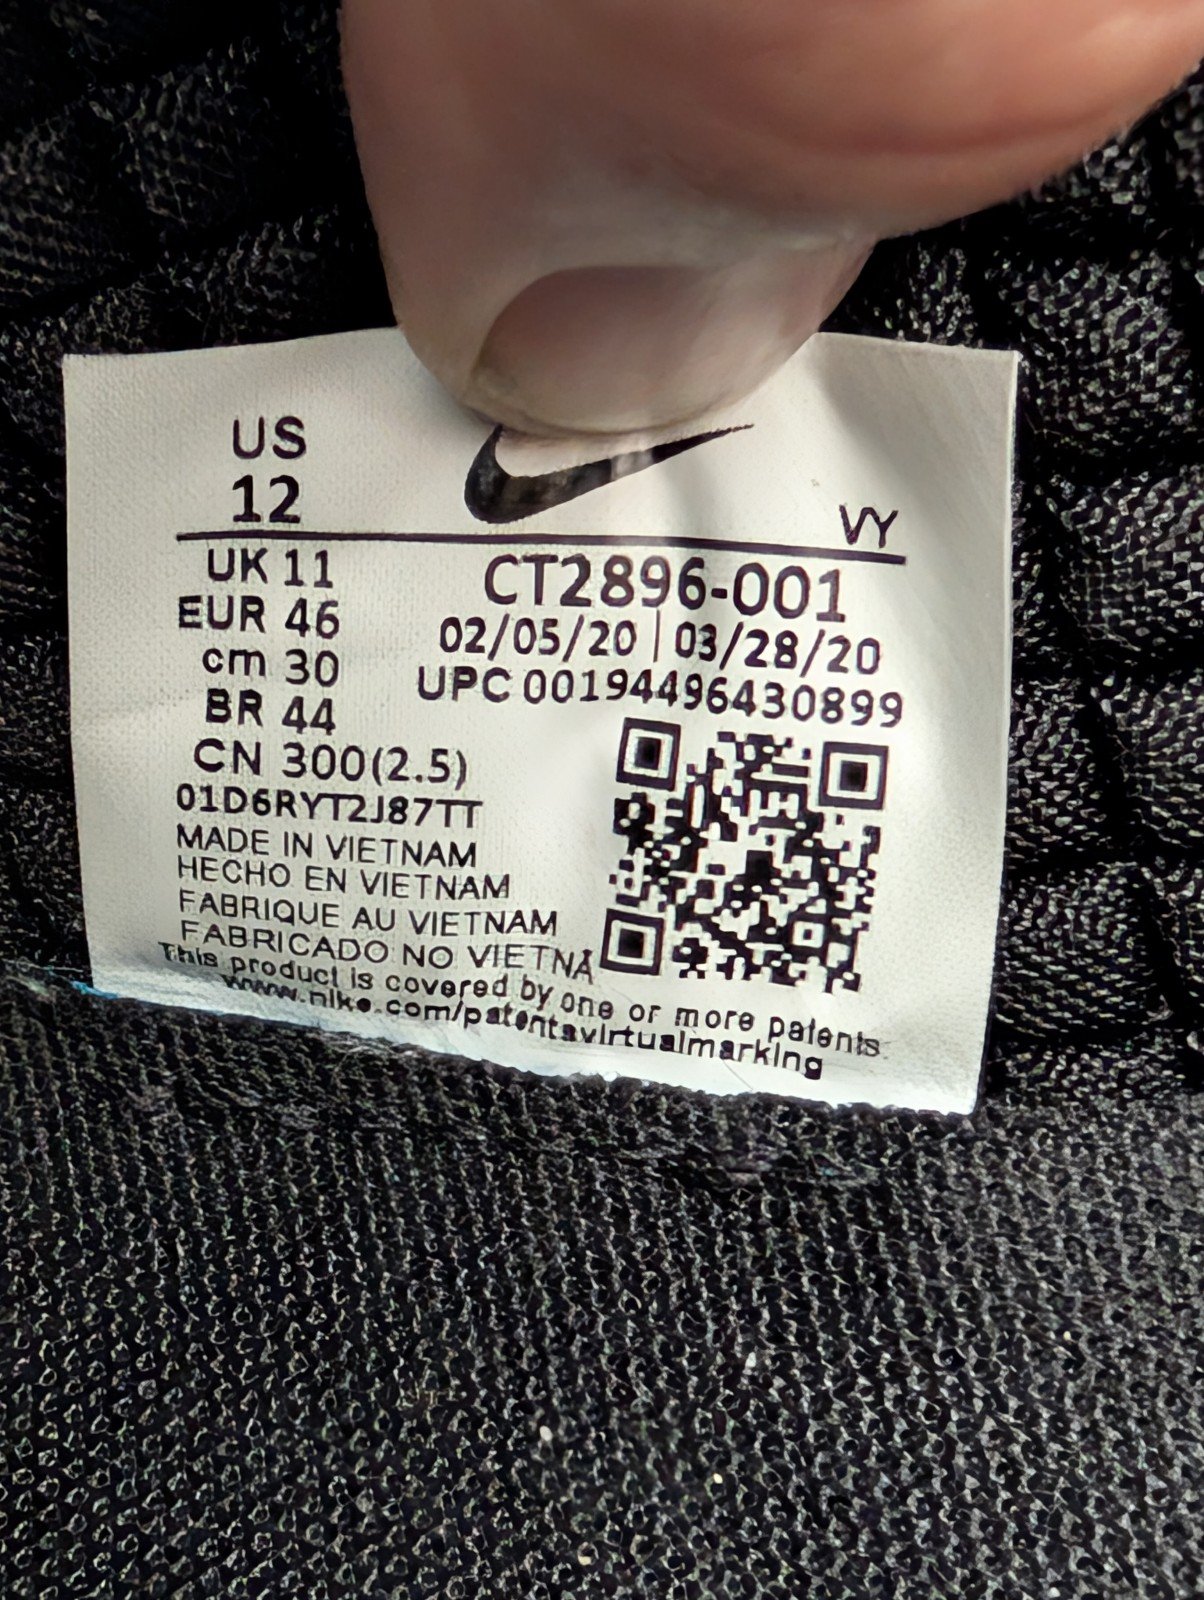 US
12
VY
UK 11
EUR 46
cm 30
BR 44
CN 300(2.5)
CT2896-001
02/05/20 | 03/28/20
UPC 00194496430899
01D6RYT2J87TT
MADE IN VIETNAM
HECHO EN VIETNAM
FABRIQUE AU VIETNAM
FABRICADO NO VIETNÃ
This product is covered by one or more patents.
www.nike.com/patentavirtualmarking